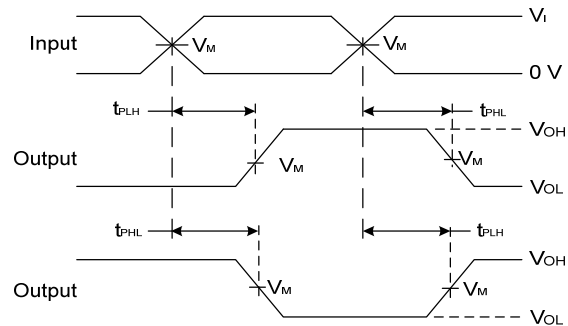 VI
Input VM VM
0 V
tPLH tPHL
VOH
Output VM VM
VOL
tPHL tPLH
VOH
Output VM VM
VOL